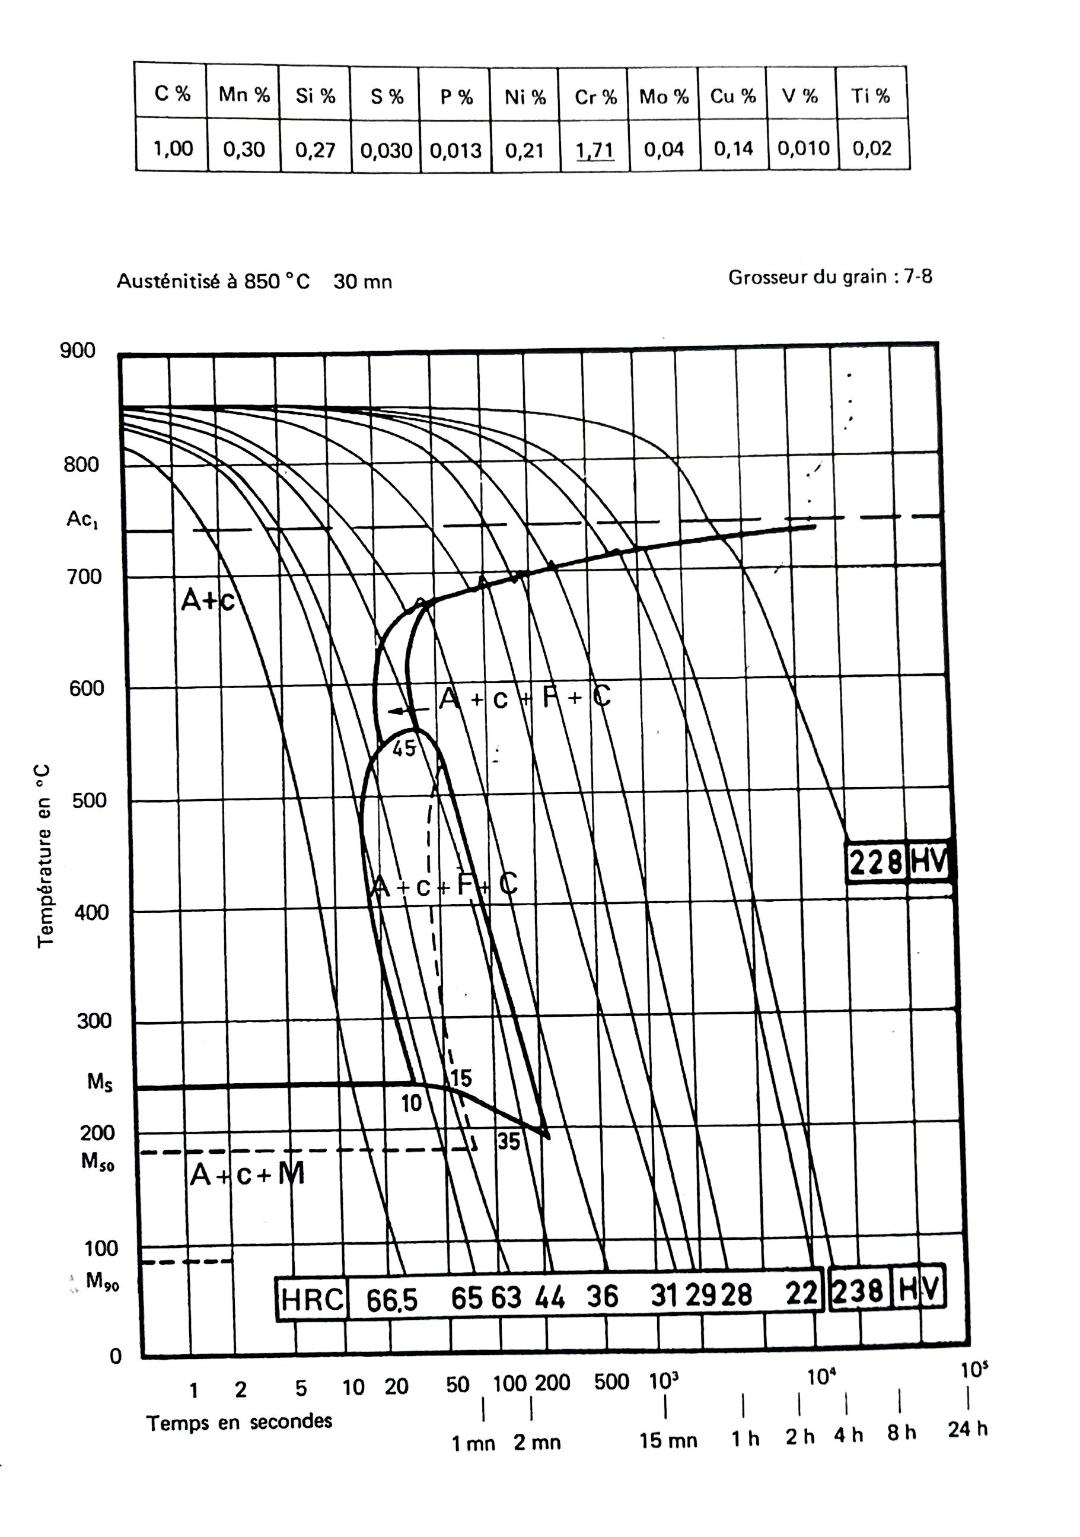 C % Mn % Si % S % P % Ni % Cr % Mo % Cu % V % Ti %
1,00 0,30 0,27 0,030 0,013 0,21 1,71 0,04 0,14 0,010 0,02
Austénitisé à 850 °C 30 mn
Grosseur du grain : 7-8
900
800
Ac₁
700
A+c
600
A + c + F + C
45
500
Température en °C
228 HV
A + c + F + C
400
300
Ms
15
10
200
35
M₅₀
A + c + M
100
M₉₀
HRC 66,5 65 63 44 36 31 29 28 22 238 HV
0
1 2 5 10 20 50 100 200 500 10³ 10⁴ 10⁵
Temps en secondes
1 mn 2 mn 15 mn 1 h 2 h 4 h 8 h 24 h